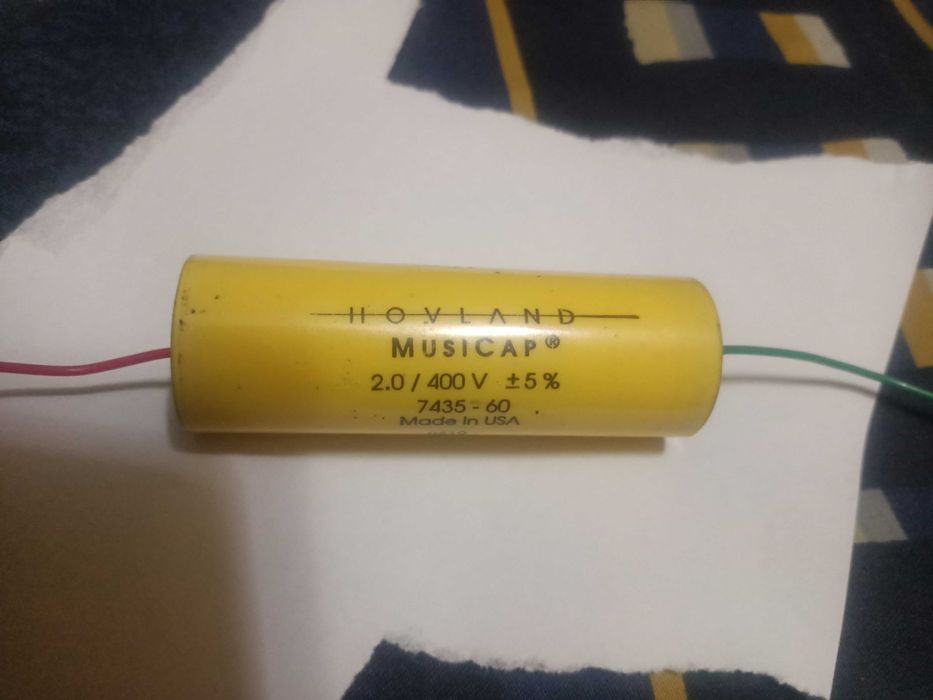 HOVLAND
MUSICAP®
2.0 / 400 V ±5 %
7435 - 60
Made in USA